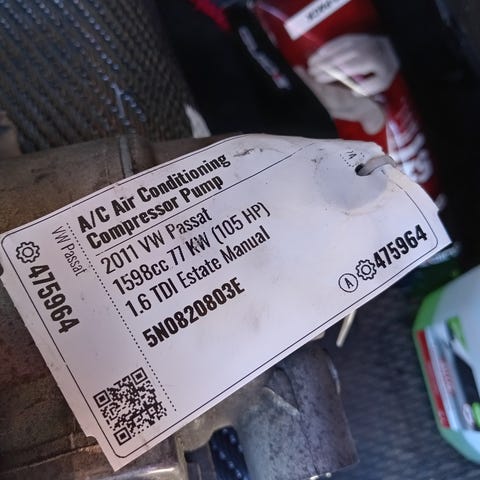 A/C Air Conditioning
Compressor Pump
2011 VW Passat
1598cc 77 KW (105 HP)
1.6 TDI Estate Manual
5N0820803E
VW Passat
475964
A 475964